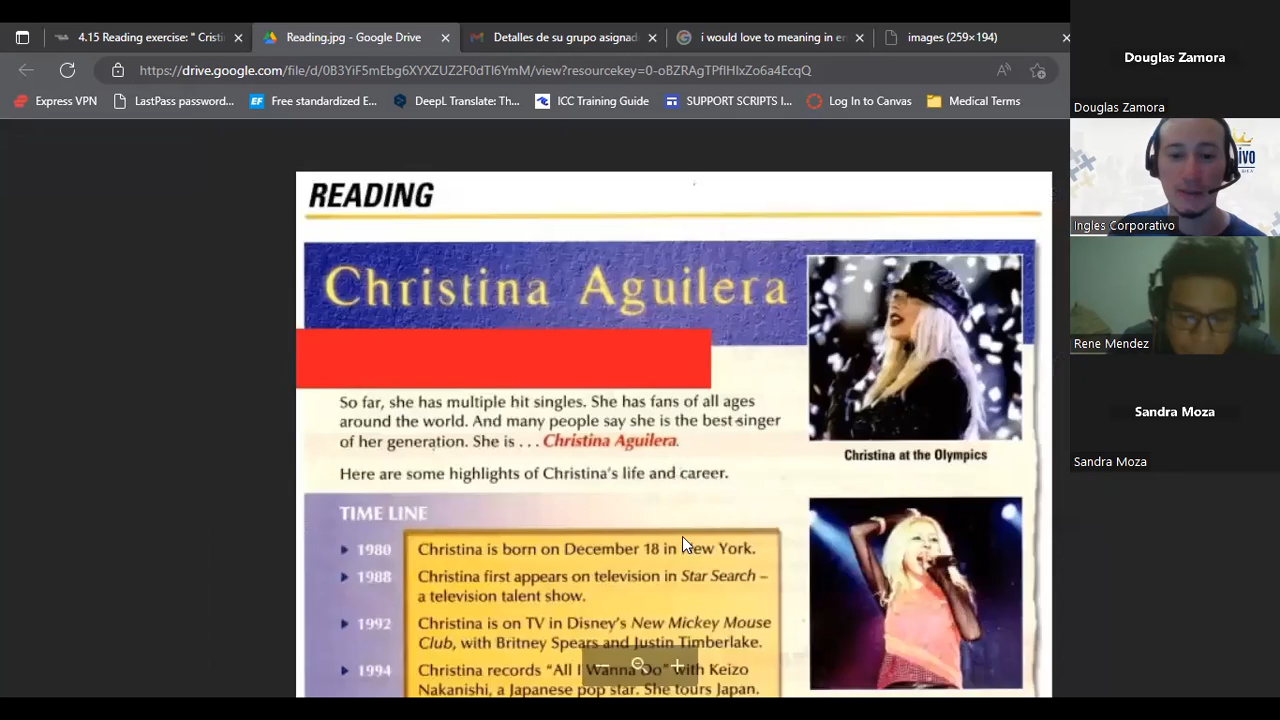 4.15 Reading exercise: " Cristi
Reading.jpg - Google Drive
Detalles de su grupo asignad
i would love to meaning in e
images (259×194)
https://drive.google.com/file/d/0B3YiF5mEbg6XYXZUZ2F0dTl6YmM/view?resourcekey=0-oBZRAgTPflHIxZo6a4EcqQ
Express VPN
LastPass password...
Free standardized E...
DeepL Translate: Th...
ICC Training Guide
SUPPORT SCRIPTS I...
Log In to Canvas
Medical Terms
READING
Christina Aguilera
So far, she has multiple hit singles. She has fans of all ages
around the world. And many people say she is the best singer
of her generation. She is . . . Christina Aguilera.
Here are some highlights of Christina's life and career.
Christina at the Olympics
TIME LINE
1980 Christina is born on December 18 in New York.
1988 Christina first appears on television in Star Search –
a television talent show.
1992 Christina is on TV in Disney's New Mickey Mouse
Club, with Britney Spears and Justin Timberlake.
1994 Christina records "All I Wanna Do" with Keizo
Nakanishi, a Japanese pop star. She tours Japan.
Douglas Zamora
Douglas Zamora
Ingles Corporativo
Rene Mendez
Sandra Moza
Sandra Moza